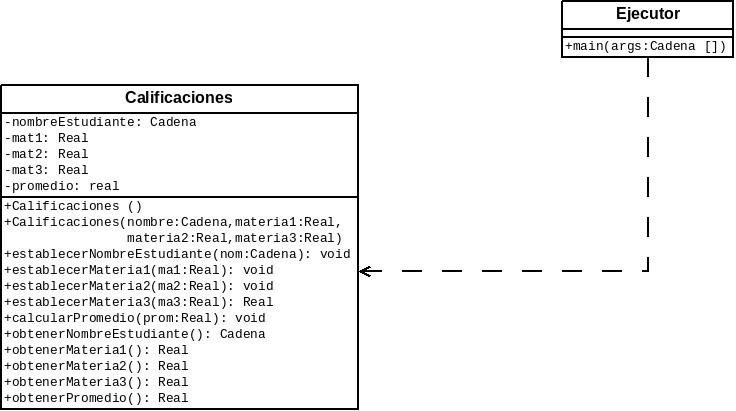 Ejecutor
+main(args:Cadena [])
Calificaciones
-nombreEstudiante: Cadena
-mat1: Real
-mat2: Real
-mat3: Real
-promedio: real
+Calificaciones ()
+Calificaciones(nombre:Cadena,materia1:Real,
materia2:Real,materia3:Real)
+establecerNombreEstudiante(nom:Cadena): void
+establecerMateria1(ma1:Real): void
+establecerMateria2(ma2:Real): void
+establecerMateria3(ma3:Real): Real
+calcularPromedio(prom:Real): void
+obtenerNombreEstudiante(): Cadena
+obtenerMateria1(): Real
+obtenerMateria2(): Real
+obtenerMateria3(): Real
+obtenerPromedio(): Real